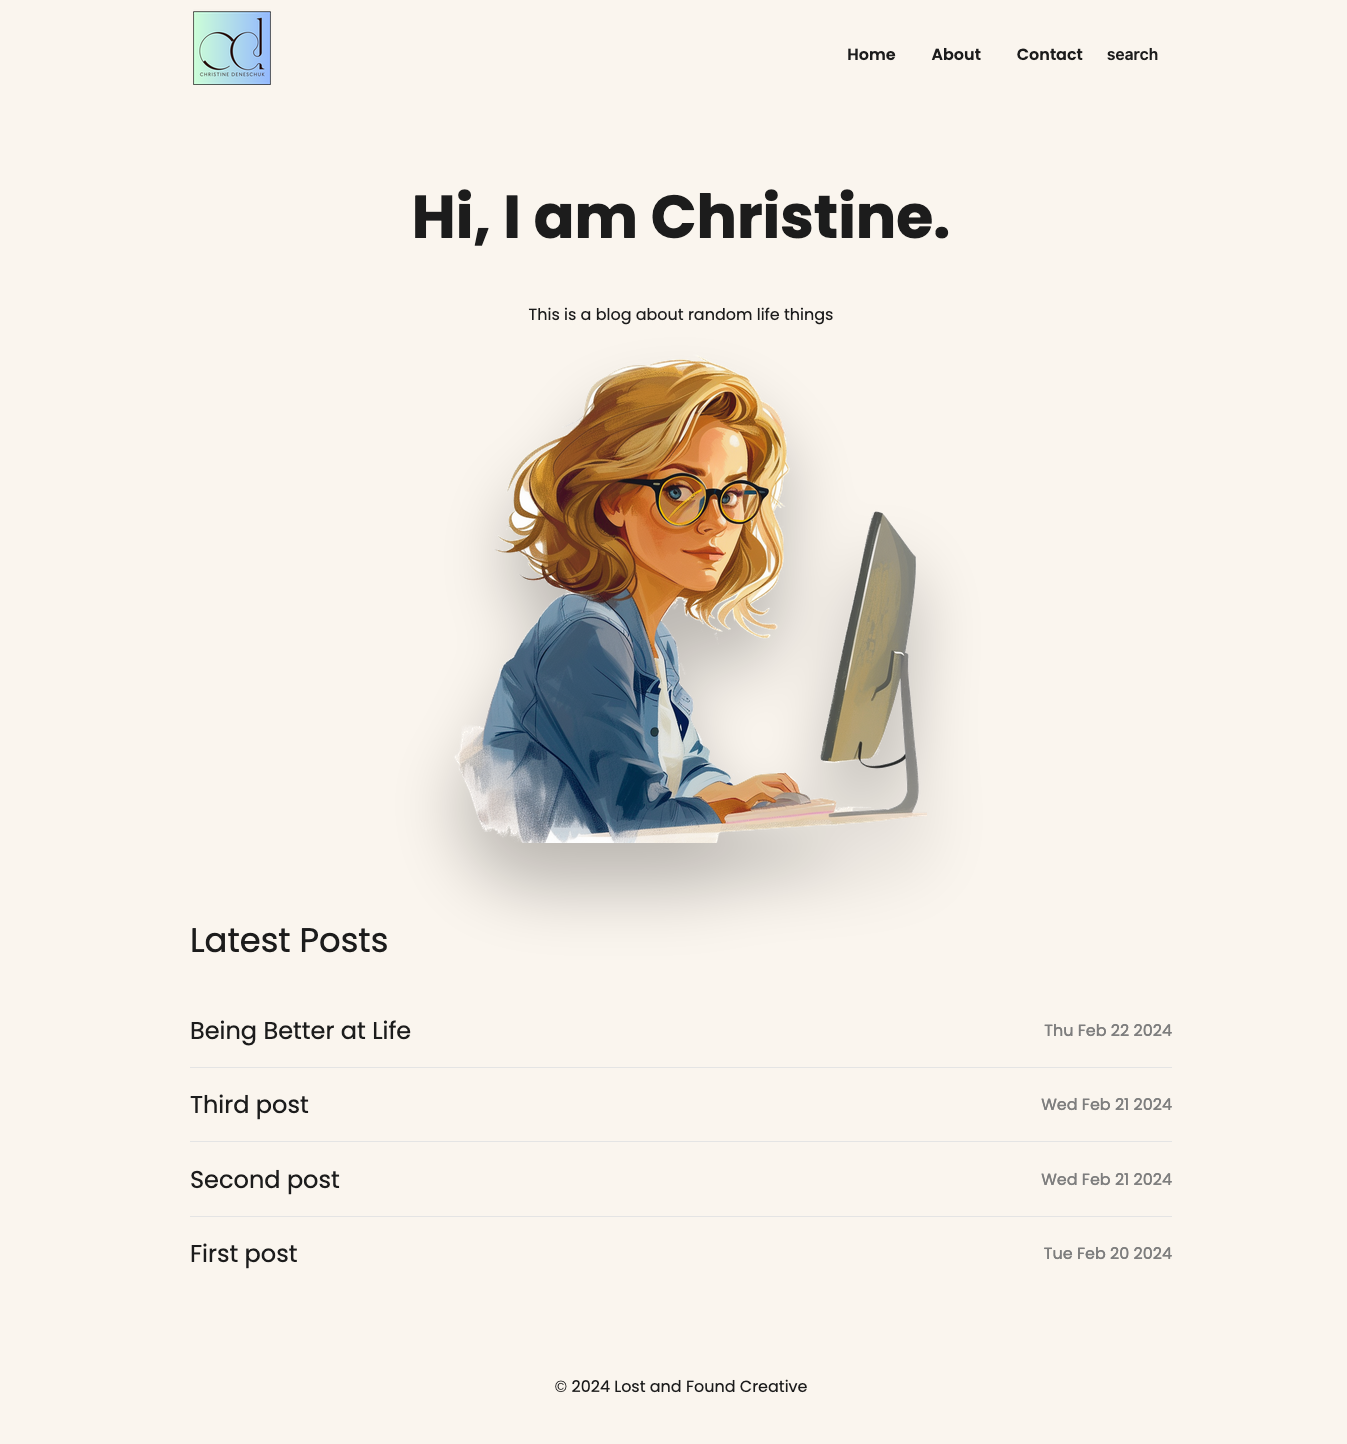 cd
CHRISTINE DENESCHUK
Home About Contact search
Hi, I am Christine.
This is a blog about random life things
Latest Posts
Being Better at Life Thu Feb 22 2024
Third post Wed Feb 21 2024
Second post Wed Feb 21 2024
First post Tue Feb 20 2024
© 2024 Lost and Found Creative